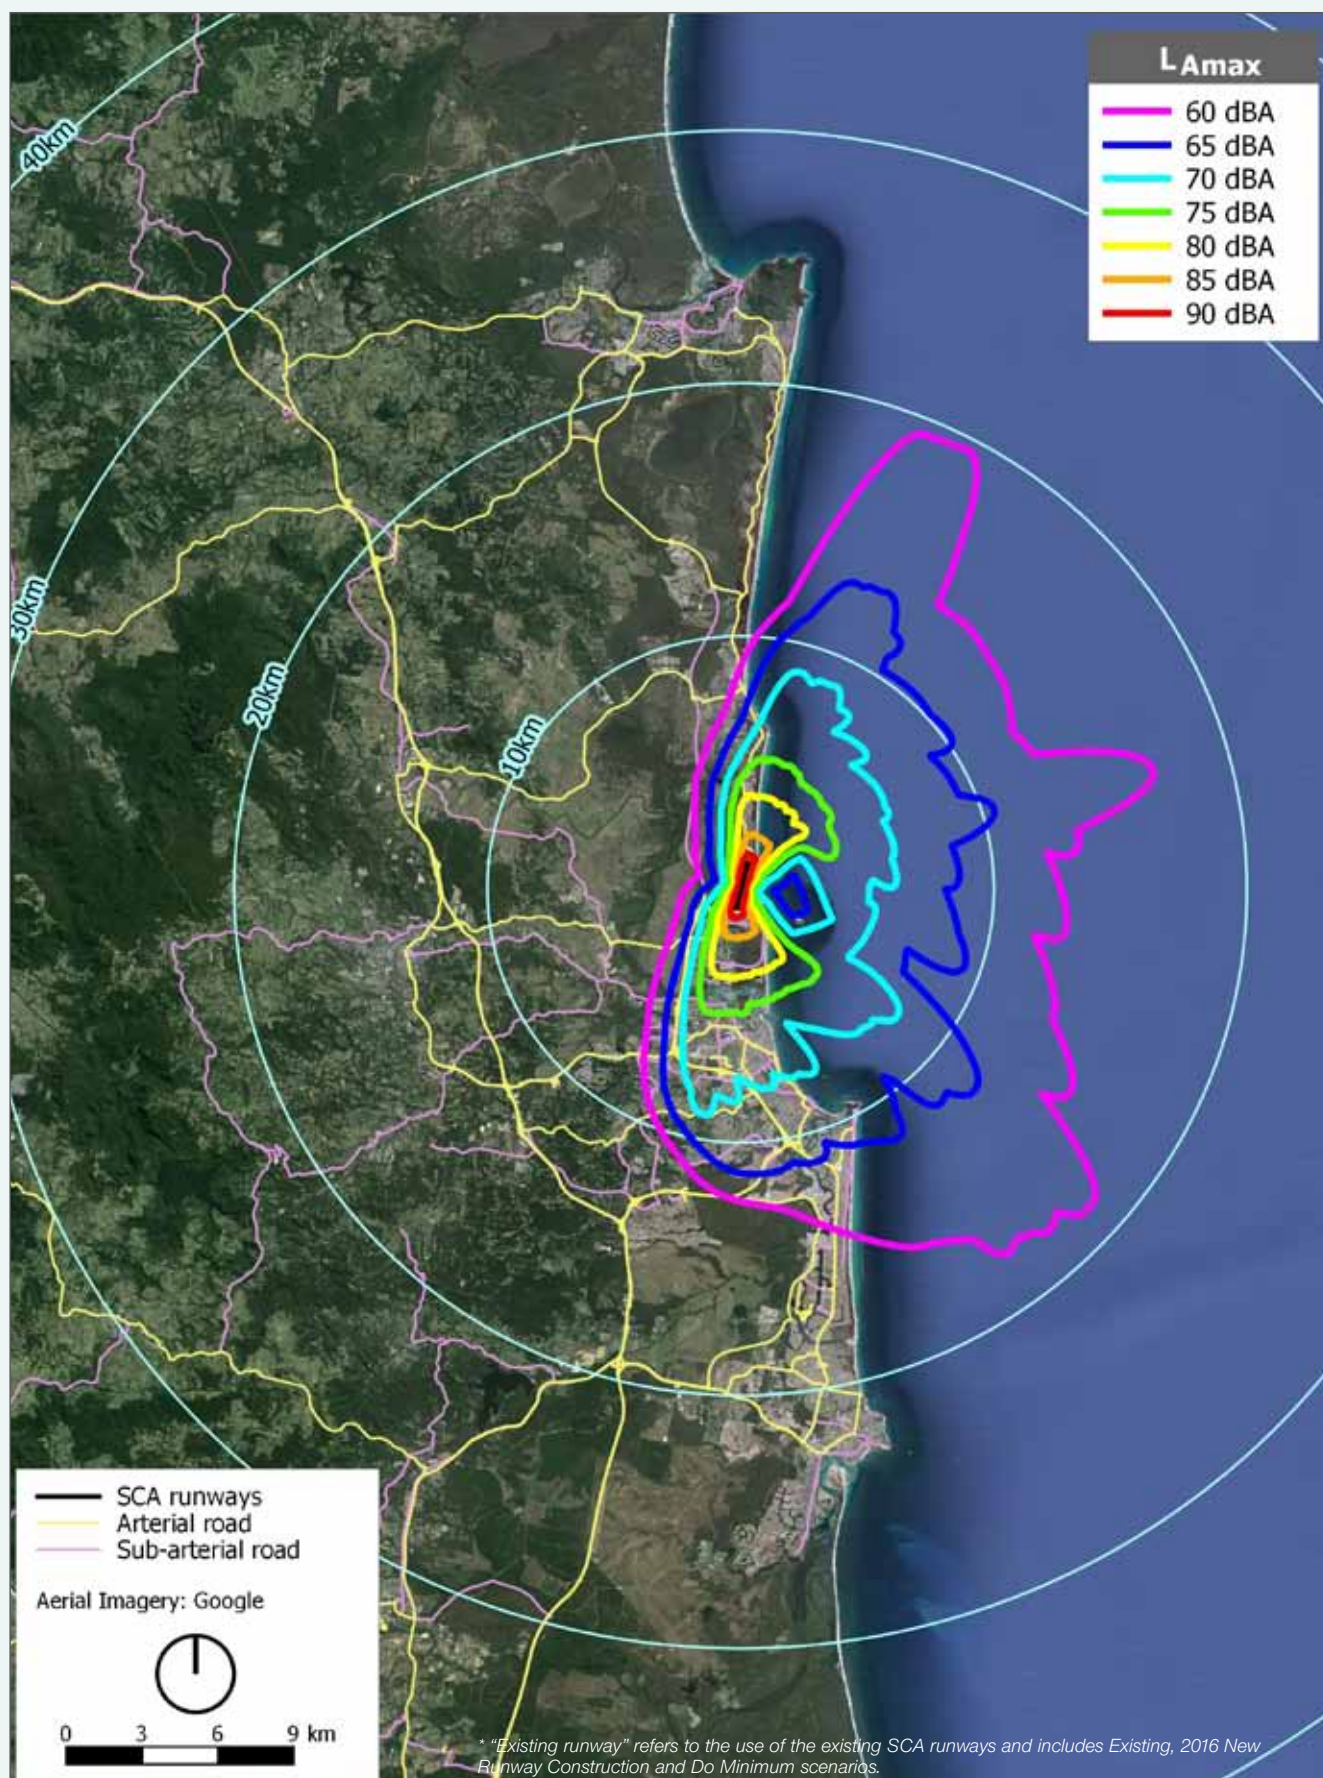 LAmax
60 dBA
65 dBA
70 dBA
75 dBA
80 dBA
85 dBA
90 dBA
40km
30km
20km
10km
SCA runways
Arterial road
Sub-arterial road
Aerial Imagery: Google
0 3 6 9 km
* "Existing runway" refers to the use of the existing SCA runways and includes Existing, 2016 New
Runway Construction and Do Minimum scenarios.